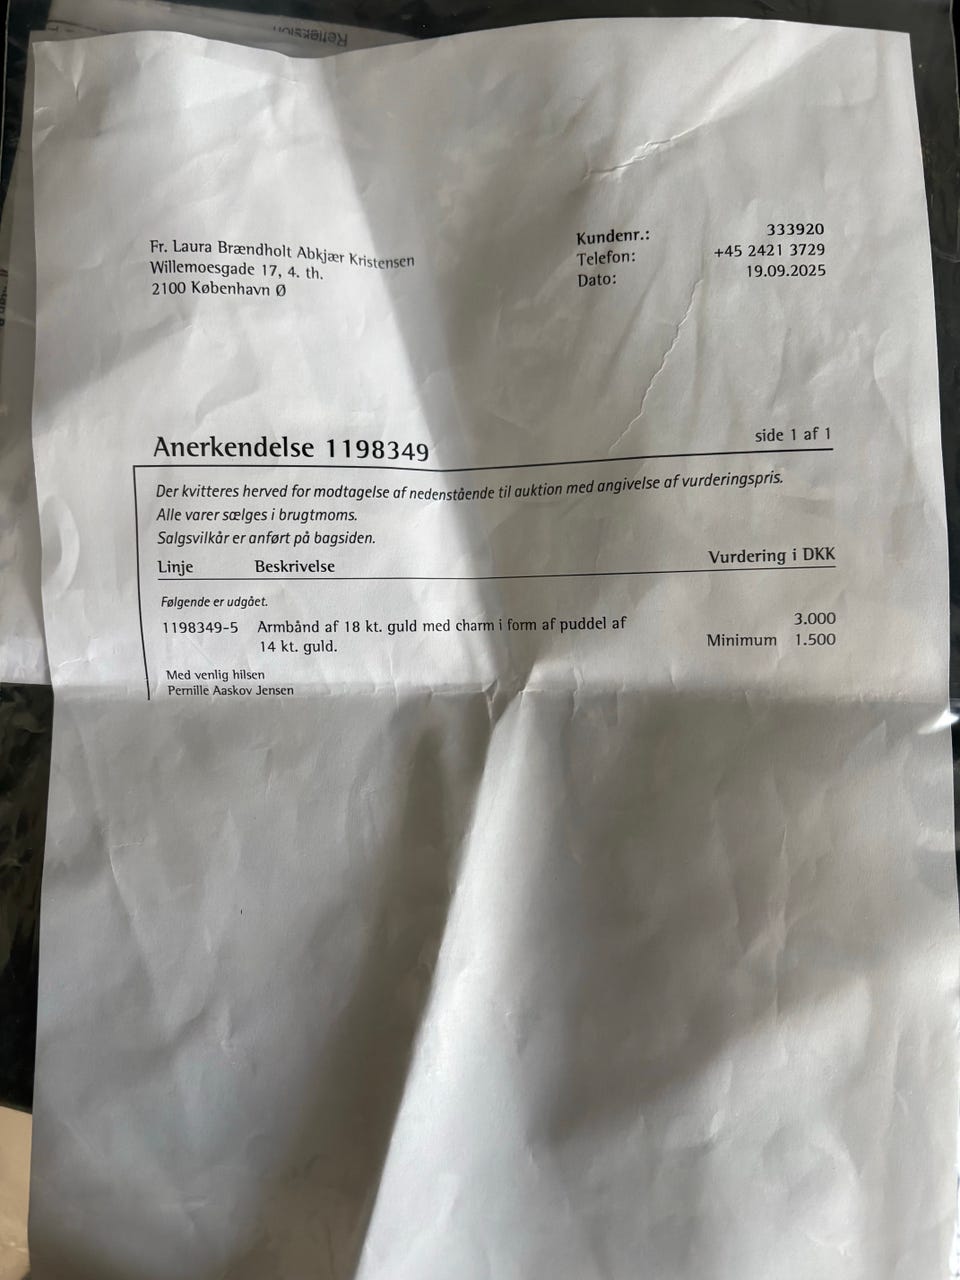 Refleksion
Fr. Laura Brændholt Abkjær Kristensen
Willemoesgade 17, 4. th.
2100 København Ø
Kundenr.: 333920
Telefon: +45 2421 3729
Dato: 19.09.2025
Anerkendelse 1198349
side 1 af 1
Der kvitteres herved for modtagelse af nedenstående til auktion med angivelse af vurderingspris.
Alle varer sælges i brugtmoms.
Salgsvilkår er anført på bagsiden.
Linje Beskrivelse Vurdering i DKK
Følgende er udgået.
1198349-5 Armbånd af 18 kt. guld med charm i form af puddel af 3.000
14 kt. guld. Minimum 1.500
Med venlig hilsen
Pernille Aaskov Jensen